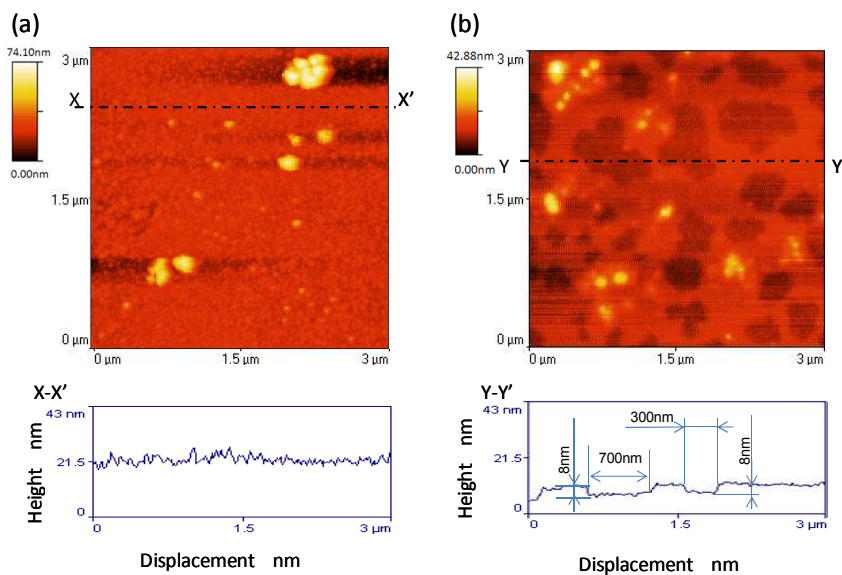 (a)
74.10nm
0.00nm
3 µm
1.5 µm
0 µm
X
X’
0 µm
1.5 µm
3 µm
X-X’
43 nm
21.5
0
Height nm
0
1.5
3 µm
Displacement nm
(b)
42.88nm
0.00nm
3 µm
1.5 µm
0 µm
Y
Y
0 µm
1.5 µm
3 µm
Y-Y’
43 nm
21.5
0
Height nm
8nm
700nm
300nm
8nm
0
1.5
3 µm
Displacement nm